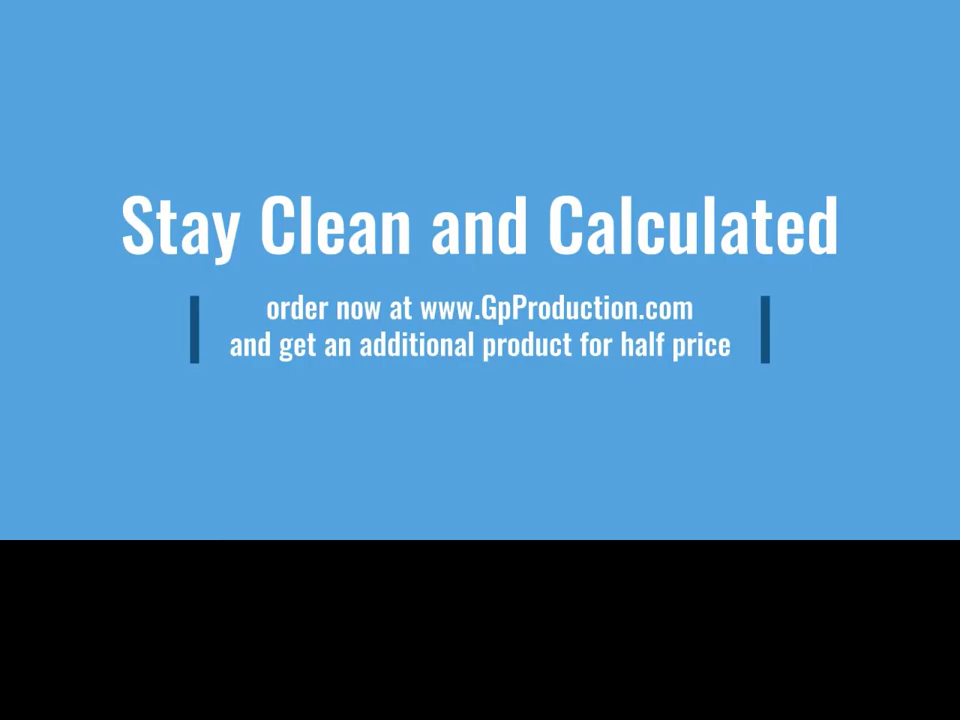 Stay Clean and Calculated
order now at www.GpProduction.com
and get an additional product for half price